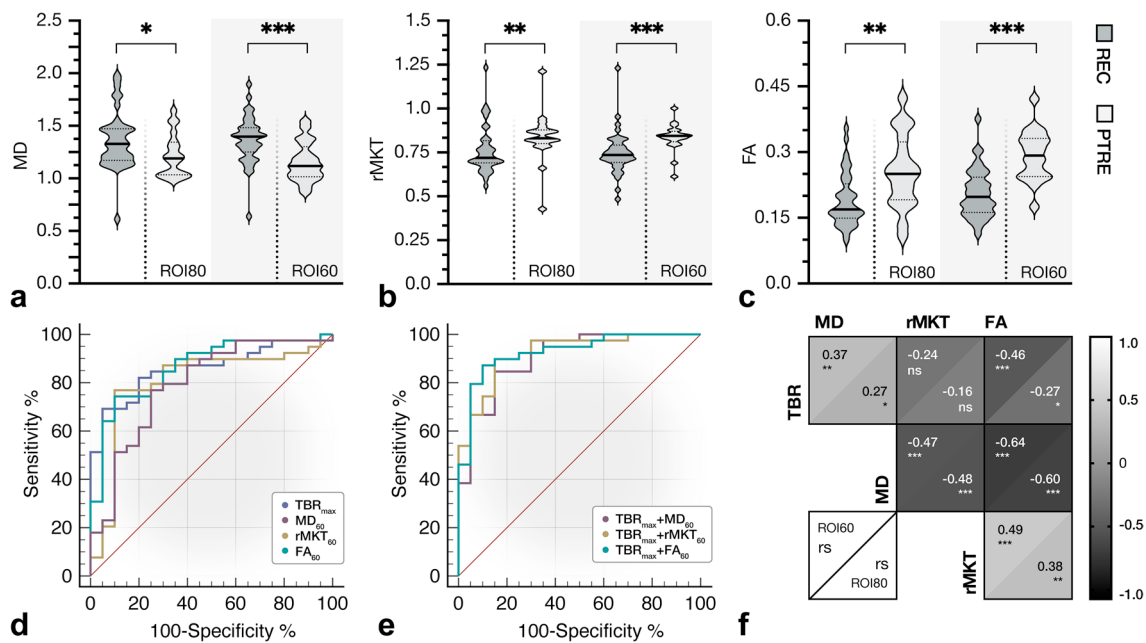 2.5
2.0
1.5
1.0
0.5
0.0
MD
*
***
ROI80
ROI60
a
1.5
1.25
1.0
0.75
0.5
0.25
0.0
rMKT
**
***
ROI80
ROI60
b
0.6
0.45
0.3
0.15
0.0
FA
**
***
ROI80
ROI60
c
REC
PTRE
100
80
60
40
20
0
Sensitivity %
TBRmax
MD60
rMKT60
FA60
0 20 40 60 80 100
100-Specificity %
d
100
80
60
40
20
0
Sensitivity %
TBRmax+MD60
TBRmax+rMKT60
TBRmax+FA60
0 20 40 60 80 100
100-Specificity %
e
MD rMKT FA
TBR
0.37
**
0.27
*
-0.24
ns
-0.16
ns
-0.46
***
-0.27
*
MD
-0.47
***
-0.48
***
-0.64
***
-0.60
***
ROI60
rs
rs
ROI80
rMKT
0.49
***
0.38
**
1.0
0.5
0
-0.5
-1.0
f